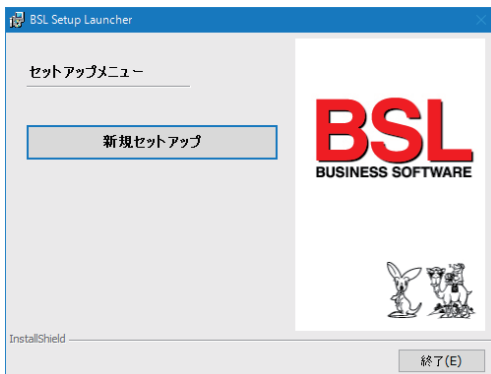 BSL Setup Launcher
セットアップメニュー
新規セットアップ
BSL
BUSINESS SOFTWARE
InstallShield
終了(E)